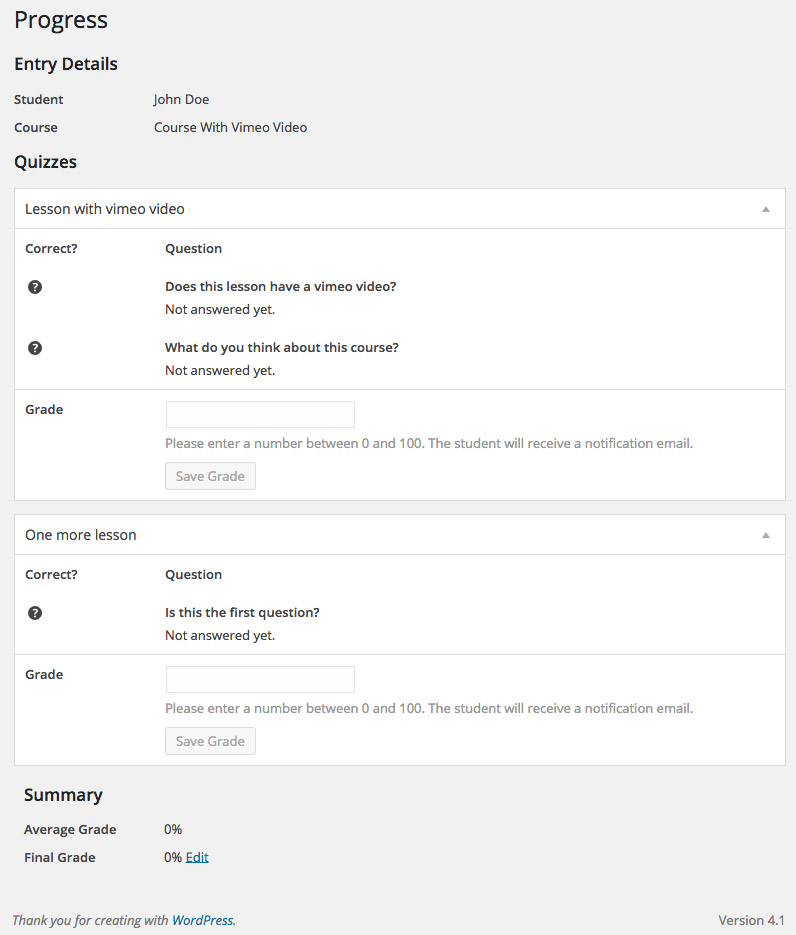 Progress
Entry Details
Student John Doe
Course Course With Vimeo Video
Quizzes
Lesson with vimeo video
Correct? Question
? Does this lesson have a vimeo video?
Not answered yet.
? What do you think about this course?
Not answered yet.
Grade
Please enter a number between 0 and 100. The student will receive a notification email.
Save Grade
One more lesson
Correct? Question
? Is this the first question?
Not answered yet.
Grade
Please enter a number between 0 and 100. The student will receive a notification email.
Save Grade
Summary
Average Grade 0%
Final Grade 0% Edit
Thank you for creating with WordPress. Version 4.1